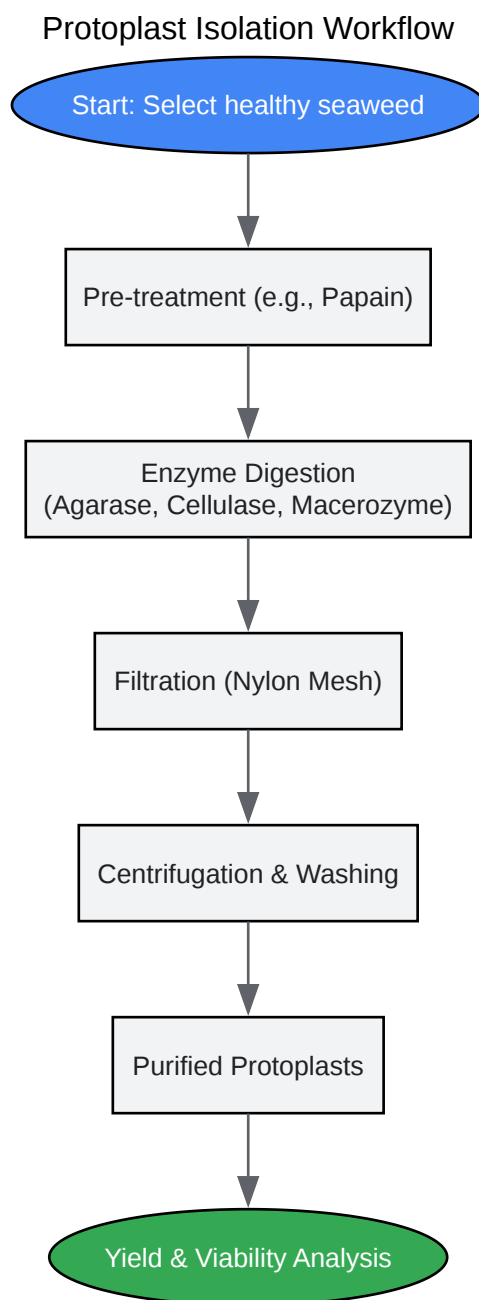 Protoplast Isolation Workflow
Start: Select healthy seaweed
Pre-treatment (e.g., Papain)
Enzyme Digestion
(Agarase, Cellulase, Macerozyme)
Filtration (Nylon Mesh)
Centrifugation & Washing
Purified Protoplasts
Yield & Viability Analysis